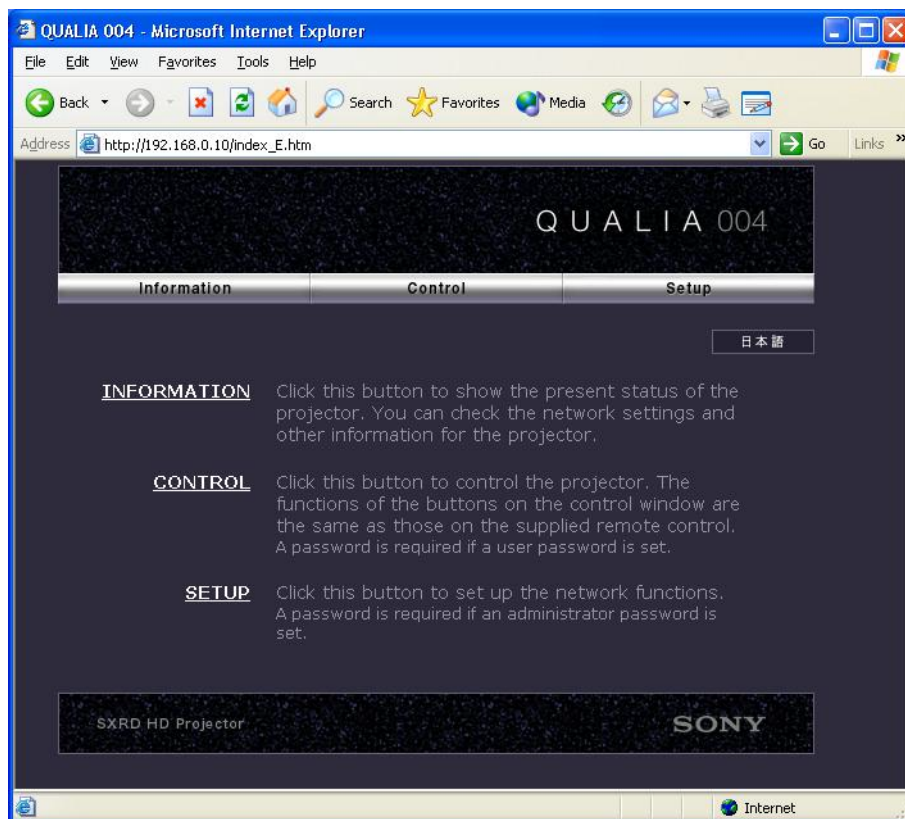 QUALIA 004 - Microsoft Internet Explorer
File Edit View Favorites Tools Help
Back Search Favorites Media
Address http://192.168.0.10/index_E.htm Go Links »
QUALIA 004
Information Control Setup
日本語
INFORMATION Click this button to show the present status of the
projector. You can check the network settings and
other information for the projector.
CONTROL Click this button to control the projector. The
functions of the buttons on the control window are
the same as those on the supplied remote control.
A password is required if a user password is set.
SETUP Click this button to set up the network functions.
A password is required if an administrator password is
set.
SXRD HD Projector SONY
Internet